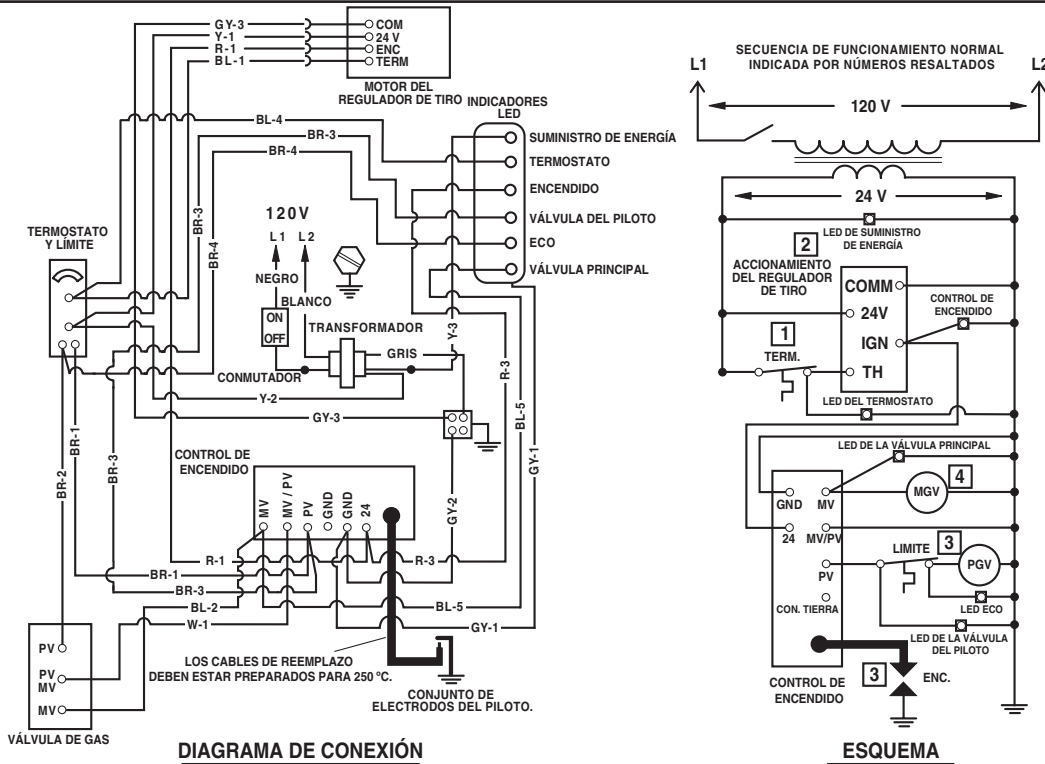 GY-3
Y-1
R-1
BL-1
COM
24 V
ENC
TERM
MOTOR DEL
REGULADOR DE TIRO
INDICADORES
LED
BL-4
BR-3
BR-4
SUMINISTRO DE ENERGÍA
TERMOSTATO
ENCENDIDO
VÁLVULA DEL PILOTO
ECO
VÁLVULA PRINCIPAL
BR-3
BR-4
TERMOSTATO
Y LÍMITE
120V
L1 L2
NEGRO
BLANCO
ON
OFF
TRANSFORMADOR
GRIS
CONMUTADOR
Y-2
Y-3
R-3
BL-5
GY-1
GY-3
GY-2
BR-1
BR-2
BR-3
CONTROL DE
ENCENDIDO
MV
MV / PV
PV
GND
GND
24
R-1
R-3
BR-1
BR-3
BL-2
BL-5
W-1
GY-1
PV
PV
MV
MV
VÁLVULA DE GAS
LOS CABLES DE REEMPLAZO
DEBEN ESTAR PREPARADOS PARA 250 ºC.
CONJUNTO DE
ELECTRODOS DEL PILOTO.
DIAGRAMA DE CONEXIÓN
SECUENCIA DE FUNCIONAMIENTO NORMAL
INDICADA POR NÚMEROS RESALTADOS
L1
L2
120 V
24 V
LED DE SUMINISTRO
DE ENERGÍA
2
ACCIONAMIENTO
DEL REGULADOR
DE TIRO
COMM
24V
IGN
TH
CONTROL DE
ENCENDIDO
1
TERM.
LED DEL TERMOSTATO
LED DE LA VÁLVULA PRINCIPAL
GND
MV
MGV
4
24
MV/PV
LIMITE
3
PV
PGV
CON. TIERRA
LED ECO
LED DE LA VÁLVULA
DEL PILOTO
CONTROL DE
ENCENDIDO
3
ENC.
ESQUEMA